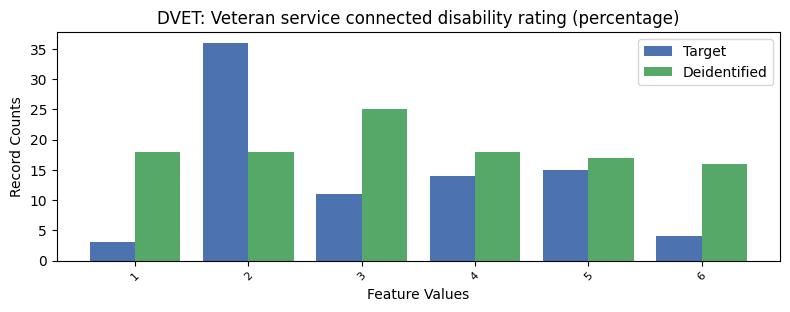 DVET: Veteran service connected disability rating (percentage)
Target
Deidentified
Record Counts
35
30
25
20
15
10
5
0
1 2 3 4 5 6
Feature Values